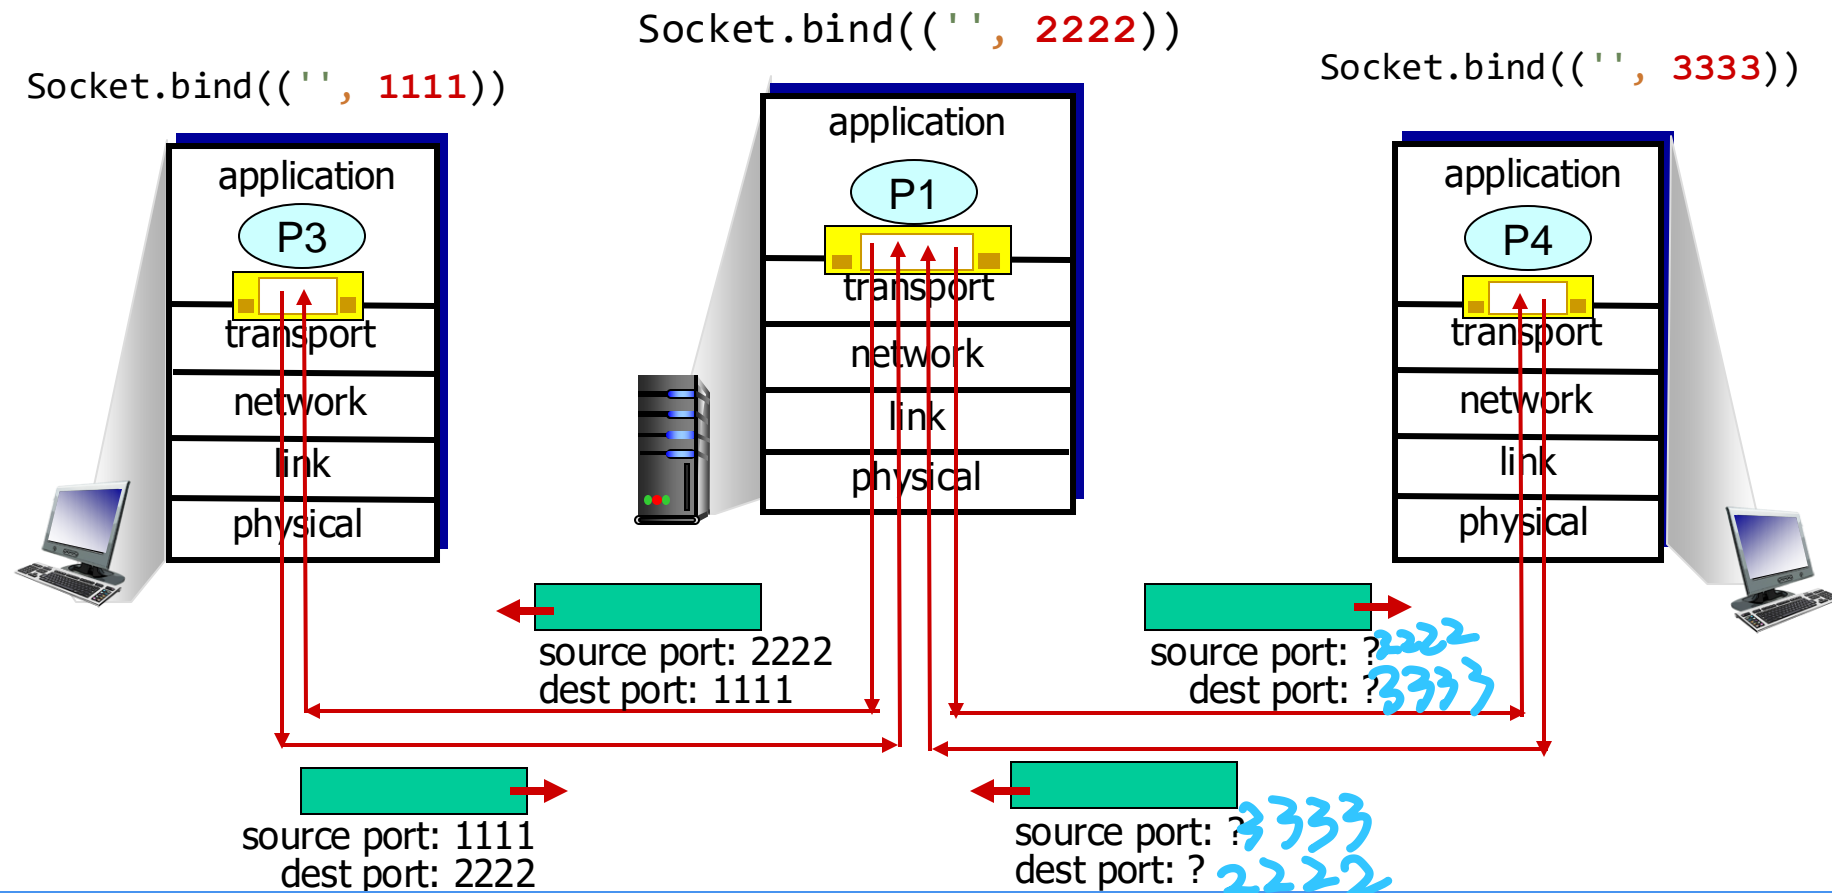 Socket.bind(('', 2222))
Socket.bind(('', 1111))
Socket.bind(('', 3333))
application
P3
transport
network
link
physical
application
P1
transport
network
link
physical
application
P4
transport
network
link
physical
source port: 2222
dest port: 1111
source port: ?2222
dest port: ?3333
source port: 1111
dest port: 2222
source port: ?3333
dest port: ? 2222